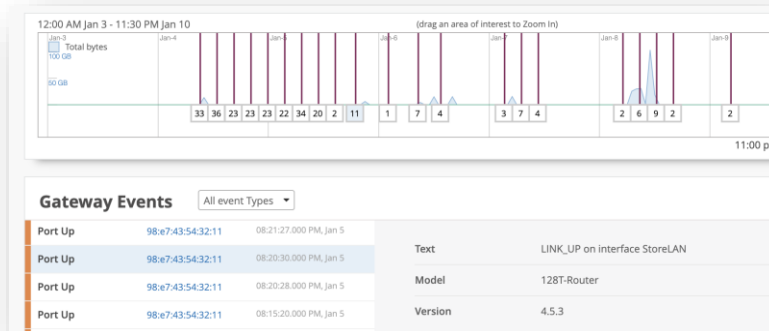 12:00 AM Jan 3 - 11:30 PM Jan 10 (drag an area of interest to Zoom In)
Jan-3 Jan-4 Jan-5 Jan-6 Jan-7 Jan-8 Jan-9
Total bytes
100 GB
50 GB
33 36 23 23 23 22 34 20 2 11 1 7 4 3 7 4 2 6 9 2 2
11:00 p
Gateway Events All event Types
Port Up 98:e7:43:54:32:11 08:21:27.000 PM, Jan 5
Port Up 98:e7:43:54:32:11 08:20:30.000 PM, Jan 5
Port Up 98:e7:43:54:32:11 08:20:28.000 PM, Jan 5
Port Up 98:e7:43:54:32:11 08:15:20.000 PM, Jan 5
Text LINK_UP on interface StoreLAN
Model 128T-Router
Version 4.5.3